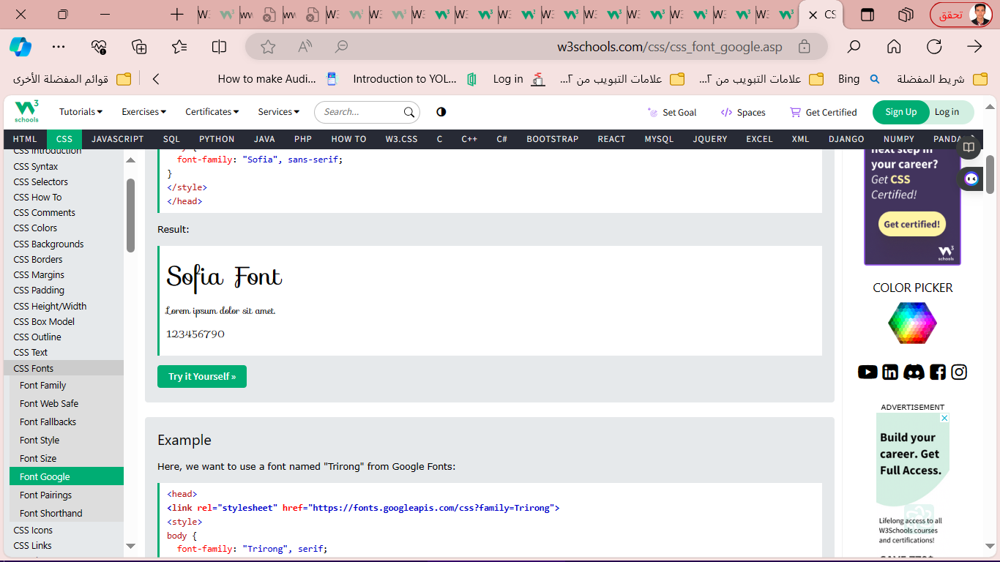 تحقق
CS
w3schools.com/css/css_font_google.asp
شريط المفضلة
Bing
علامات التبويب من ٢...
علامات التبويب من ٢...
Log in
Introduction to YOL...
How to make Audi...
قوائم المفضلة الأخرى
W3 schools
Tutorials
Exercises
Certificates
Services
Search...
Set Goal
Spaces
Get Certified
Sign Up
Log in
HTML CSS JAVASCRIPT SQL PYTHON JAVA PHP HOW TO W3.CSS C C++ C# BOOTSTRAP REACT MYSQL JQUERY EXCEL XML DJANGO NUMPY PANDA
CSS Introduction
CSS Syntax
CSS Selectors
CSS How To
CSS Comments
CSS Colors
CSS Backgrounds
CSS Borders
CSS Margins
CSS Padding
CSS Height/Width
CSS Box Model
CSS Outline
CSS Text
CSS Fonts
Font Family
Font Web Safe
Font Fallbacks
Font Style
Font Size
Font Google
Font Pairings
Font Shorthand
CSS Icons
CSS Links
font-family: "Sofia", sans-serif;
}
</style>
</head>
Result:
Sofia Font
Lorem ipsum dolor sit amet.
123456790
Try it Yourself »
Example
Here, we want to use a font named "Trirong" from Google Fonts:
<head>
<link rel="stylesheet" href="https://fonts.googleapis.com/css?family=Trirong">
<style>
body {
font-family: "Trirong", serif;
next step in
your career?
Get CSS
Certified!
Get certified!
W3 schools
COLOR PICKER
ADVERTISEMENT
Build your
career. Get
Full Access.
Lifelong access to all
W3Schools courses
and certifications!